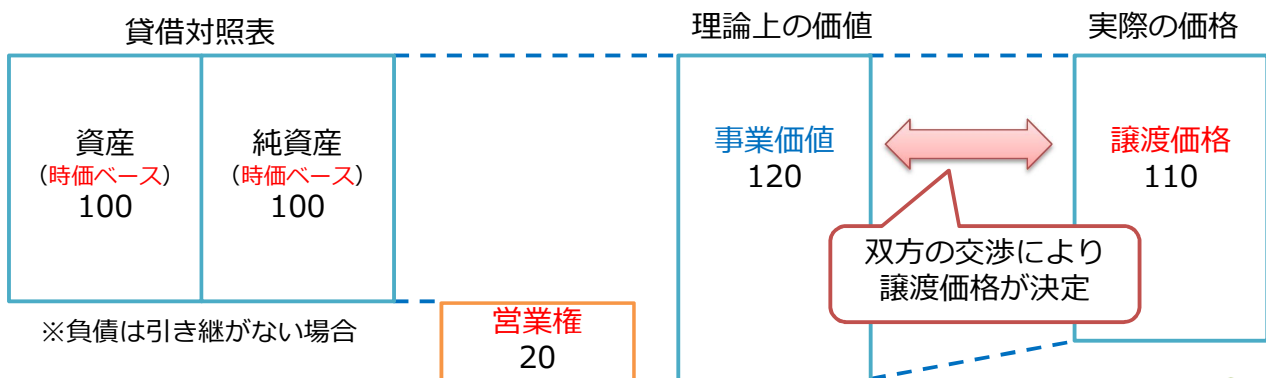 貸借対照表
理論上の価値
実際の価格
資産
（時価ベース）
100
純資産
（時価ベース）
100
事業価値
120
譲渡価格
110
双方の交渉により
譲渡価格が決定
※負債は引き継がない場合
営業権
20